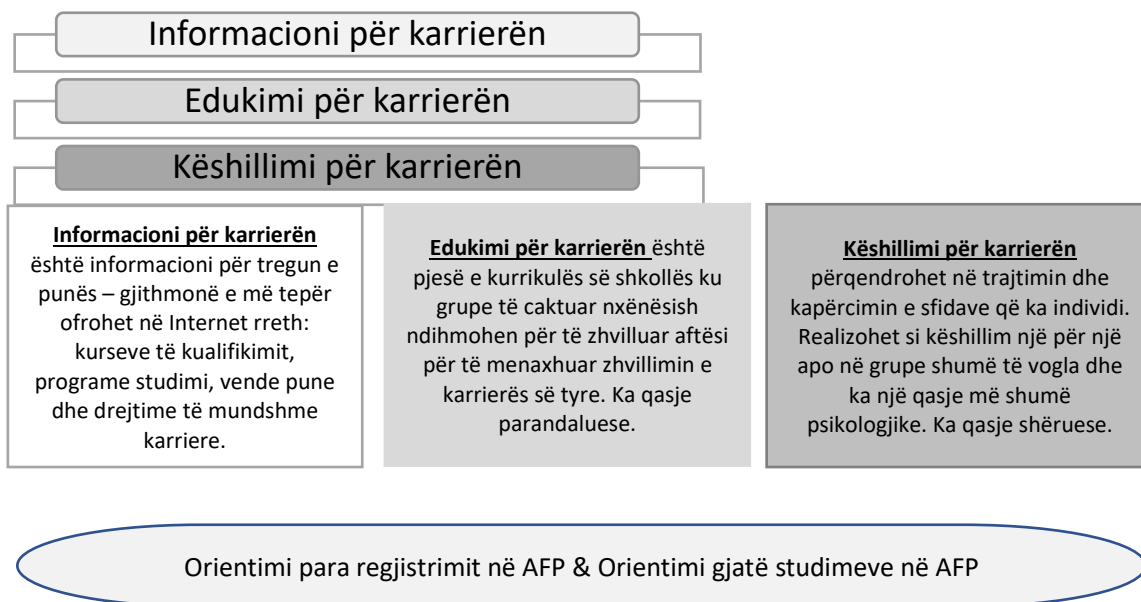 Informacioni për karrierën
Edukimi për karrierën
Këshillimi për karrierën
Informacioni për karrierën
është informacioni për tregun e
punës – gjithmonë e më tepër
ofrohet në Internet rreth:
kurseve të kualifikimit,
programe studimi, vende pune
dhe drejtime të mundshme
karriere.
Edukimi për karrierën është
pjesë e kurrikulës së shkollës ku
grupe të caktuar nxënësish
ndihmohen për të zhvilluar aftësi
për të menaxhuar zhvillimin e
karrierës së tyre. Ka qasje
parandaluese.
Këshillimi për karrierën
përqendrohet në trajtimin dhe
kapërcimin e sfidave që ka individi.
Realizohet si këshillim një për një
apo në grupe shumë të vogla dhe
ka një qasje më shumë
psikologjike. Ka qasje shëruese.
Orientimi para regjistrimit në AFP & Orientimi gjatë studimeve në AFP